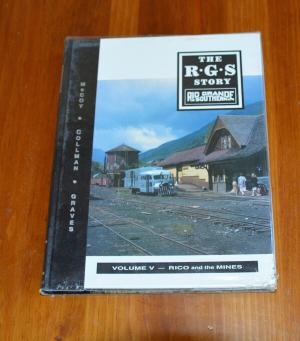 THE
R·G·S
STORY
RIO GRANDE
SOUTHERN
McCOY • COLLMAN • GRAVES
VOLUME V — RICO and the MINES